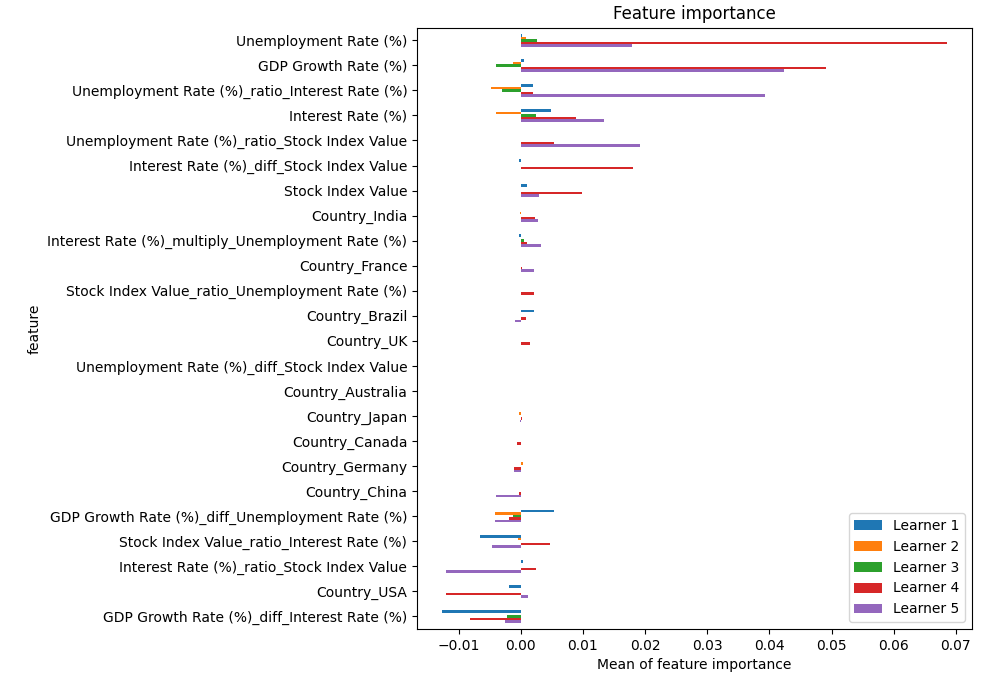 Feature importance
Unemployment Rate (%)
GDP Growth Rate (%)
Unemployment Rate (%)_ratio_Interest Rate (%)
Interest Rate (%)
Unemployment Rate (%)_ratio_Stock Index Value
Interest Rate (%)_diff_Stock Index Value
Stock Index Value
Country_India
Interest Rate (%)_multiply_Unemployment Rate (%)
Country_France
Stock Index Value_ratio_Unemployment Rate (%)
Country_Brazil
Country_UK
Unemployment Rate (%)_diff_Stock Index Value
Country_Australia
Country_Japan
Country_Canada
Country_Germany
Country_China
GDP Growth Rate (%)_diff_Unemployment Rate (%)
Stock Index Value_ratio_Interest Rate (%)
Interest Rate (%)_ratio_Stock Index Value
Country_USA
GDP Growth Rate (%)_diff_Interest Rate (%)
feature
Learner 1
Learner 2
Learner 3
Learner 4
Learner 5
−0.01 0.00 0.01 0.02 0.03 0.04 0.05 0.06 0.07
Mean of feature importance